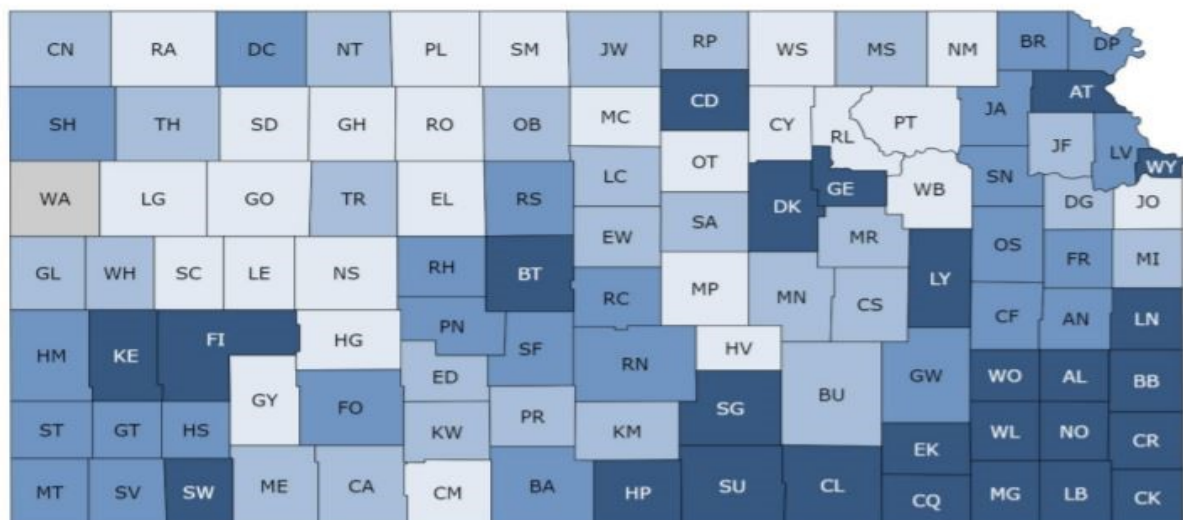 CN RA DC NT PL SM JW RP WS MS NM BR DP
SH TH SD GH RO OB MC CD CY RL PT JA AT
JF LV WY
WA LG GO TR EL RS LC OT DK GE WB SN DG JO
EW SA MR
GL WH SC LE NS RH BT RC MP MN CS LY OS FR MI
HM KE FI HG PN SF RN HV CF AN LN
GY ED BU GW WO AL BB
ST GT HS FO KW PR KM SG WL NO CR
EK
MT SV SW ME CA CM BA HP SU CL CQ MG LB CK